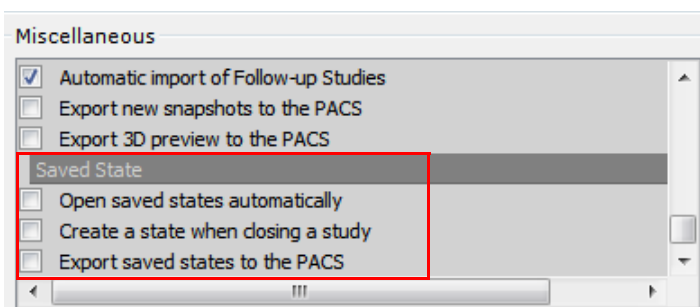 Miscellaneous
Automatic import of Follow-up Studies
Export new snapshots to the PACS
Export 3D preview to the PACS
Saved State
Open saved states automatically
Create a state when closing a study
Export saved states to the PACS